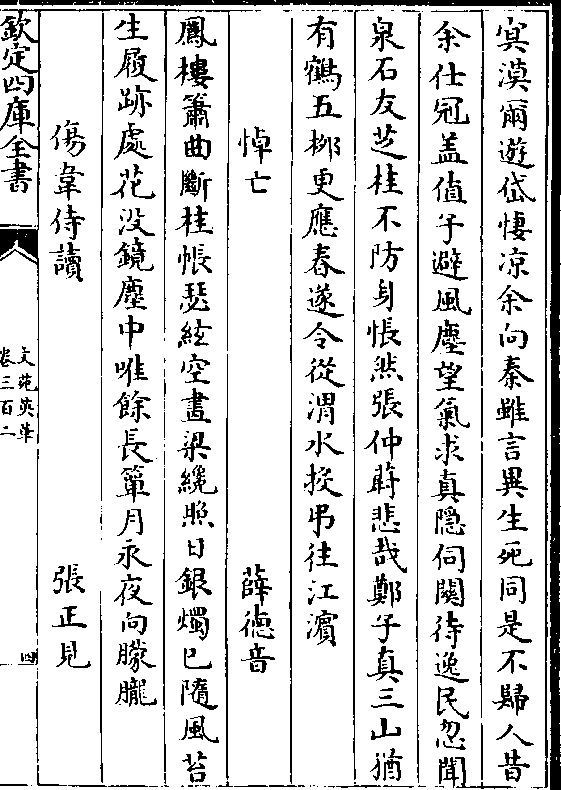 冥漠爾遊岱悽凉余向秦雖言異生死同是不歸人昔
余仕冠盖值子避風塵望氣求真隠伺關待逸民忽聞
泉石友芝桂不防身悵然張仲蔚悲哉鄭子真三山猶
有鶴五栁更應春遂令從渭水投弔往江濵
悼亡 薛德音
鳳樓簫曲斷桂帳瑟絃空畫梁纔照日銀燭已隨風苔
生履跡處花没鏡塵中唯餘長簟月永夜向朦朧
傷韋侍讀 張正見
欽定四庫全書
文苑英華
卷三百二
四